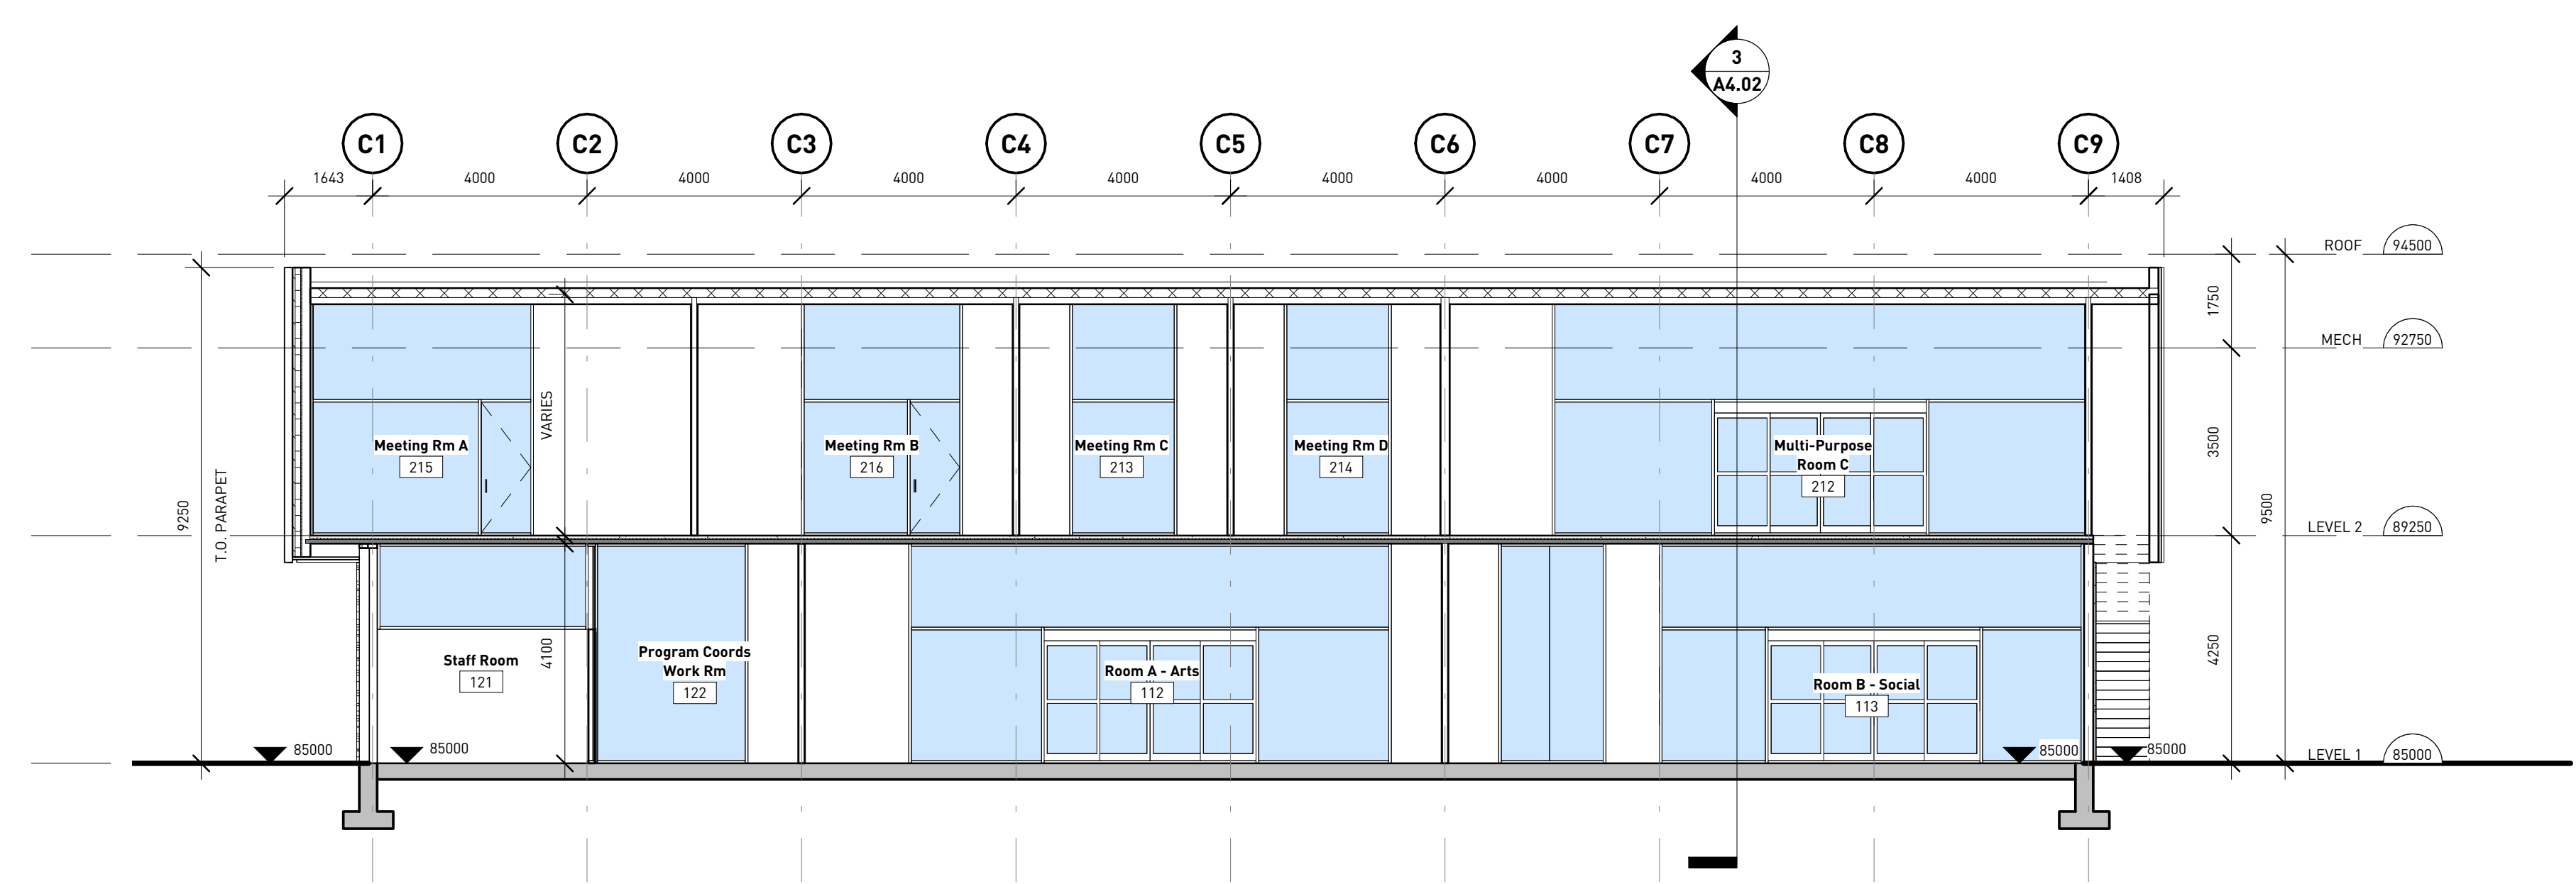 3
A4.02
C1
C2
C3
C4
C5
C6
C7
C8
C9
1643
4000
4000
4000
4000
4000
4000
4000
4000
1408
ROOF
94500
1750
MECH
92750
VARIES
3500
Meeting Rm A
215
Meeting Rm B
216
Meeting Rm C
213
Meeting Rm D
214
Multi-Purpose
Room C
212
9250
T.O. PARAPET
9500
LEVEL 2
89250
4100
4250
Staff Room
121
Program Coords
Work Rm
122
Room A - Arts
112
Room B - Social
113
85000
85000
85000
85000
LEVEL 1
85000